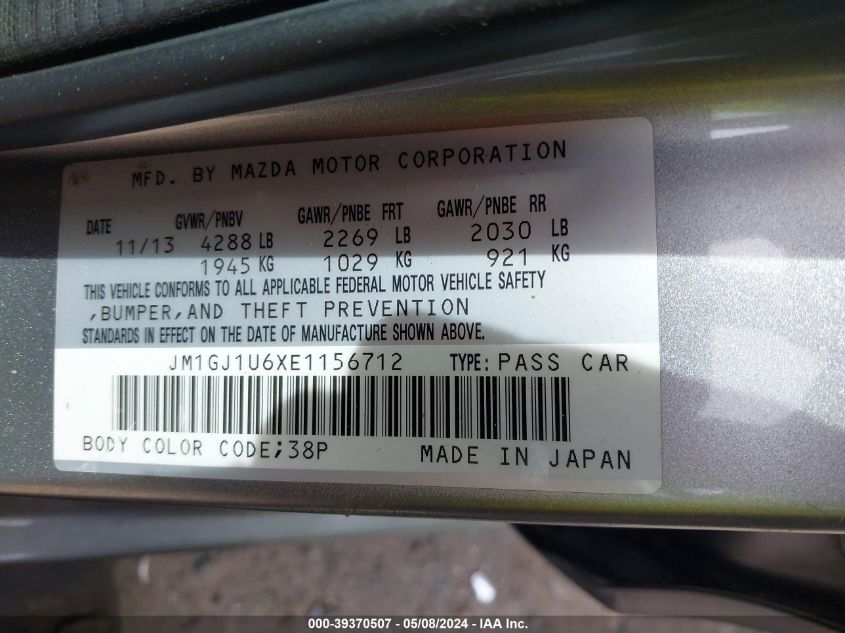 MFD. BY MAZDA MOTOR CORPORATION
DATE GVWR/PNBV GAWR/PNBE FRT GAWR/PNBE RR
11/13 4288 LB 2269 LB 2030 LB
1945 KG 1029 KG 921 KG
THIS VEHICLE CONFORMS TO ALL APPLICABLE FEDERAL MOTOR VEHICLE SAFETY
,BUMPER,AND THEFT PREVENTION
STANDARDS IN EFFECT ON THE DATE OF MANUFACTURE SHOWN ABOVE.
JM1GJ1U6XE1156712 TYPE: PASS CAR
BODY COLOR CODE;38P MADE IN JAPAN
000-39370507 - 05/08/2024 - IAA Inc.